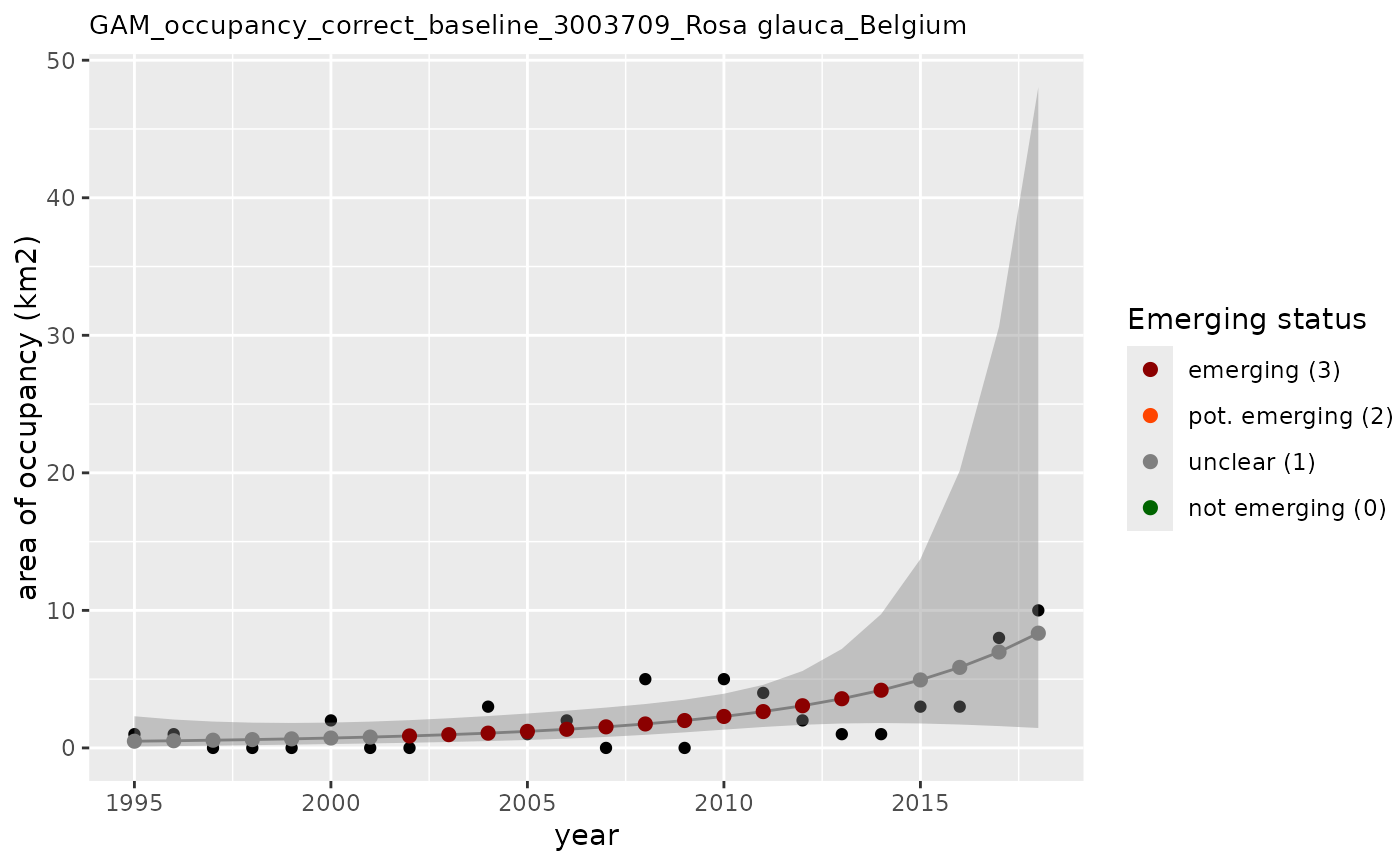 GAM_occupancy_correct_baseline_3003709_Rosa glauca_Belgium
50
40
30
20
10
0
area of occupancy (km2)
1995 2000 2005 2010 2015
year
Emerging status
emerging (3)
pot. emerging (2)
unclear (1)
not emerging (0)